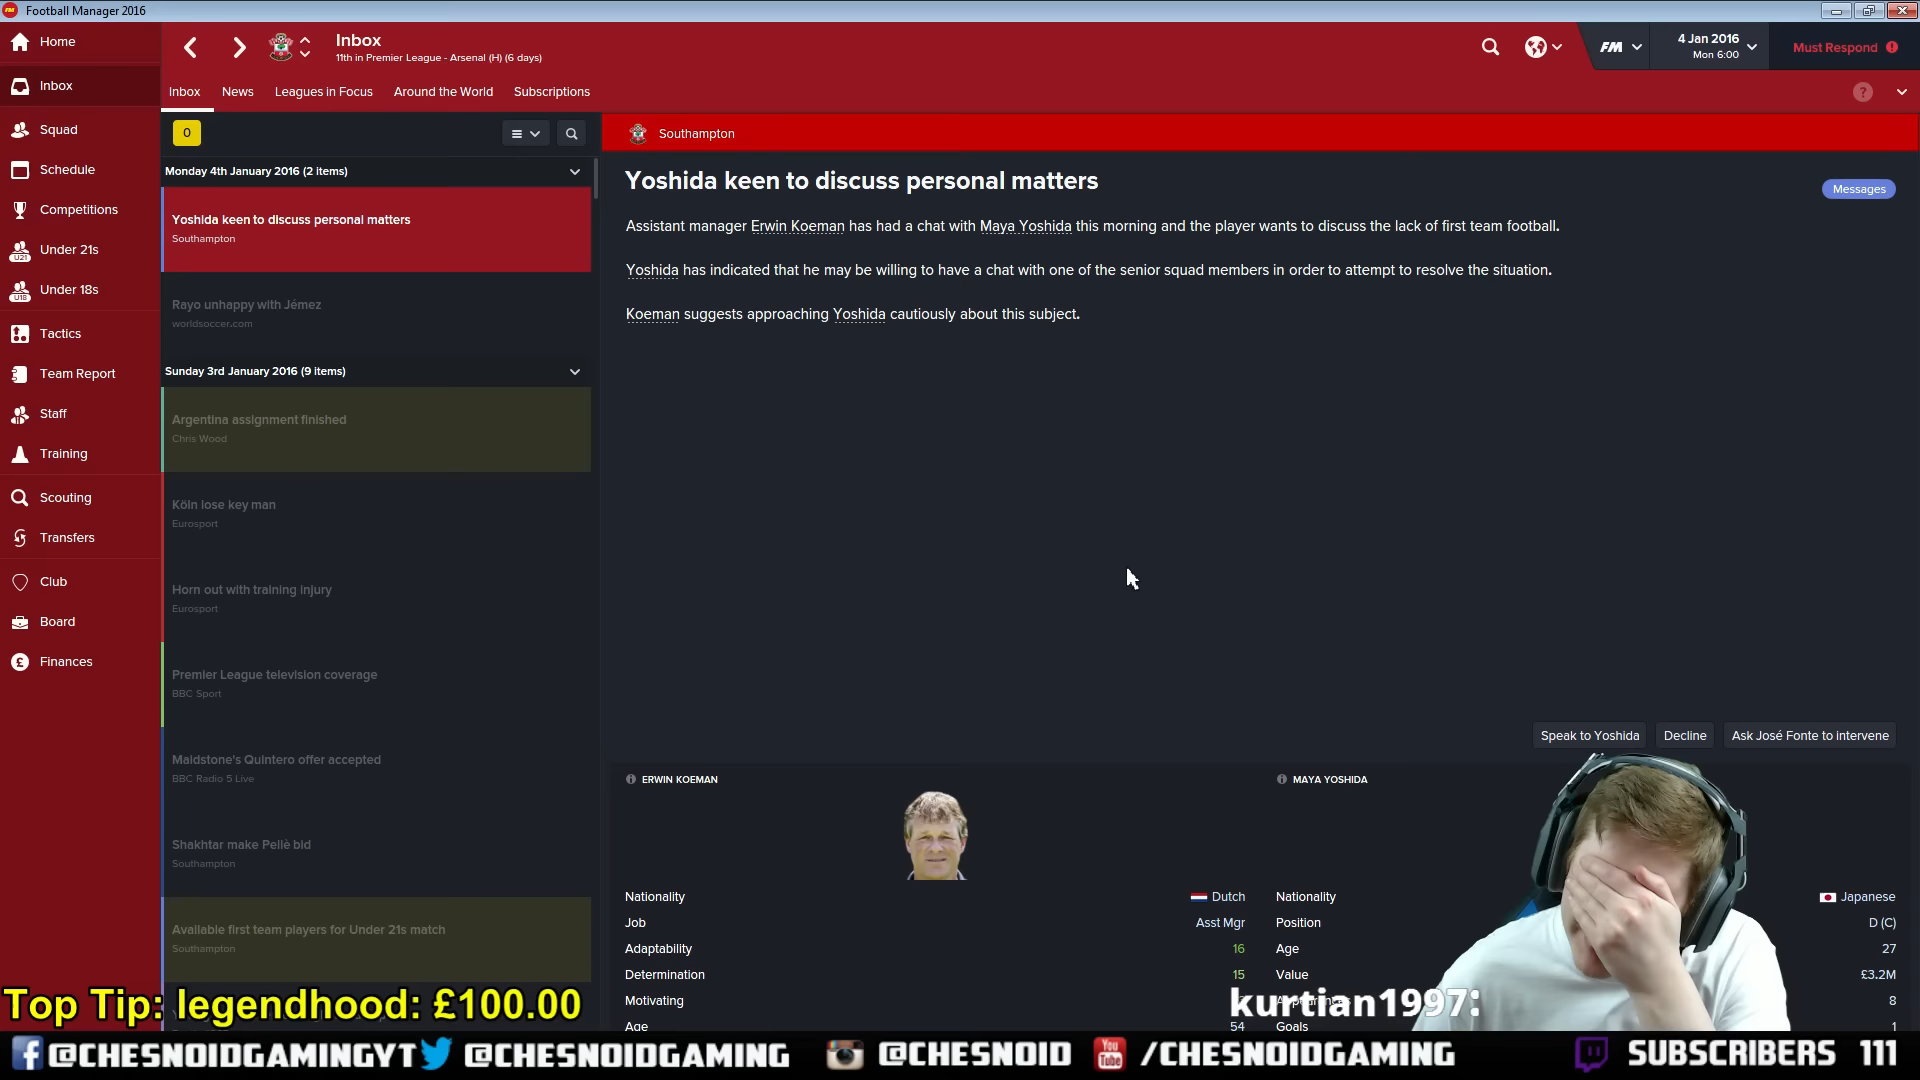 Football Manager 2016
Home
Inbox
Squad
Schedule
Competitions
Under 21s
Under 18s
Tactics
Team Report
Staff
Training
Scouting
Transfers
Club
Board
Finances
Inbox
11th in Premier League - Arsenal (H) (6 days)
FM
4 Jan 2016
Mon 6:00
Must Respond
Inbox
News
Leagues in Focus
Around the World
Subscriptions
0
Monday 4th January 2016 (2 items)
Yoshida keen to discuss personal matters
Southampton
Rayo unhappy with Jémez
worldsoccer.com
Sunday 3rd January 2016 (9 items)
Argentina assignment finished
Chris Wood
Köln lose key man
Eurosport
Horn out with training injury
Eurosport
Premier League television coverage
BBC Sport
Maidstone's Quintero offer accepted
BBC Radio 5 Live
Shakhtar make Pellè bid
Southampton
Available first team players for Under 21s match
Southampton
Southampton
Yoshida keen to discuss personal matters
Messages
Assistant manager Erwin Koeman has had a chat with Maya Yoshida this morning and the player wants to discuss the lack of first team football.
Yoshida has indicated that he may be willing to have a chat with one of the senior squad members in order to attempt to resolve the situation.
Koeman suggests approaching Yoshida cautiously about this subject.
Speak to Yoshida
Decline
Ask José Fonte to intervene
ERWIN KOEMAN
Nationality Dutch
Job Asst Mgr
Adaptability 16
Determination 15
Motivating
Age 54
MAYA YOSHIDA
Nationality Japanese
Position D (C)
Age 27
Value £3.2M
8
Goals 1
Top Tip: legendhood: £100.00
kurtian1997:
@CHESNOIDGAMINGYT
@CHESNOIDGAMING
@CHESNOID
You Tube
/CHESNOIDGAMING
SUBSCRIBERS 111